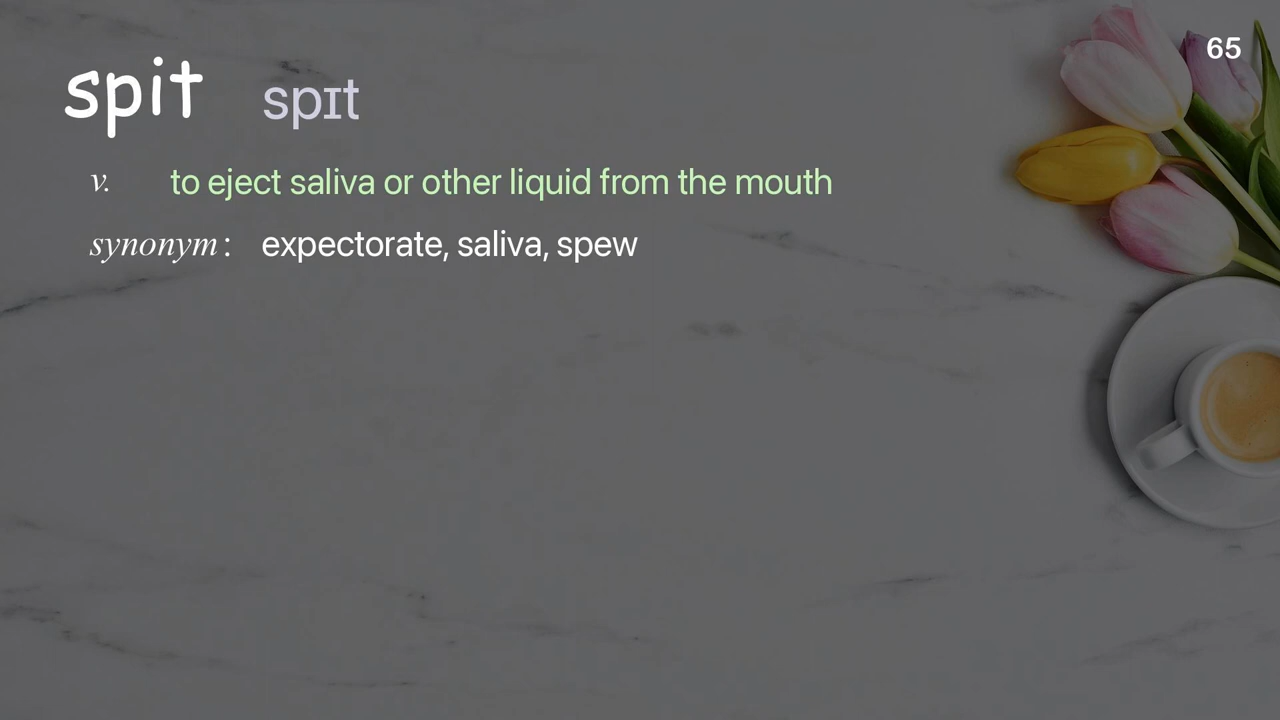 65
spit spɪt
v. to eject saliva or other liquid from the mouth
synonym : expectorate, saliva, spew